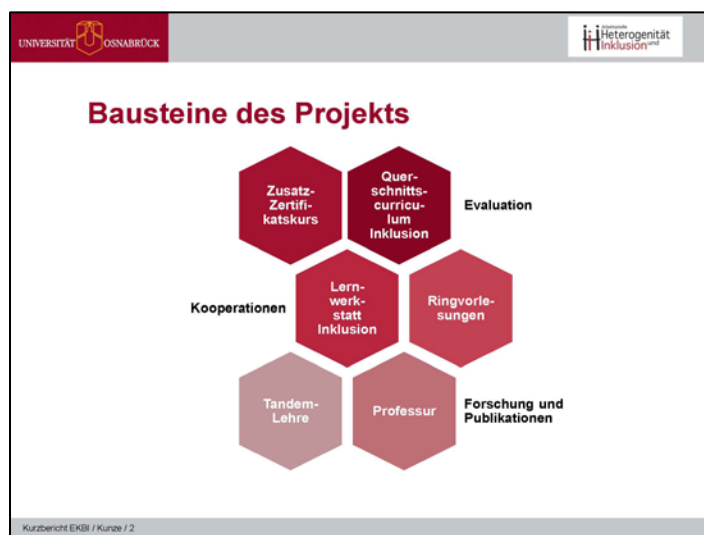 UNIVERSITÄT OSNABRÜCK
Arbeitsstelle
Heterogenität
Inklusion und
Bausteine des Projekts
Zusatz-
Zertifi-
katskurs
Quer-
schnitts-
curricu-
lum
Inklusion
Evaluation
Kooperationen
Lern-
werk-
statt
Inklusion
Ringvorle-
sungen
Tandem-
Lehre
Professur
Forschung und
Publikationen
Kurzbericht EKBI / Kunze / 2